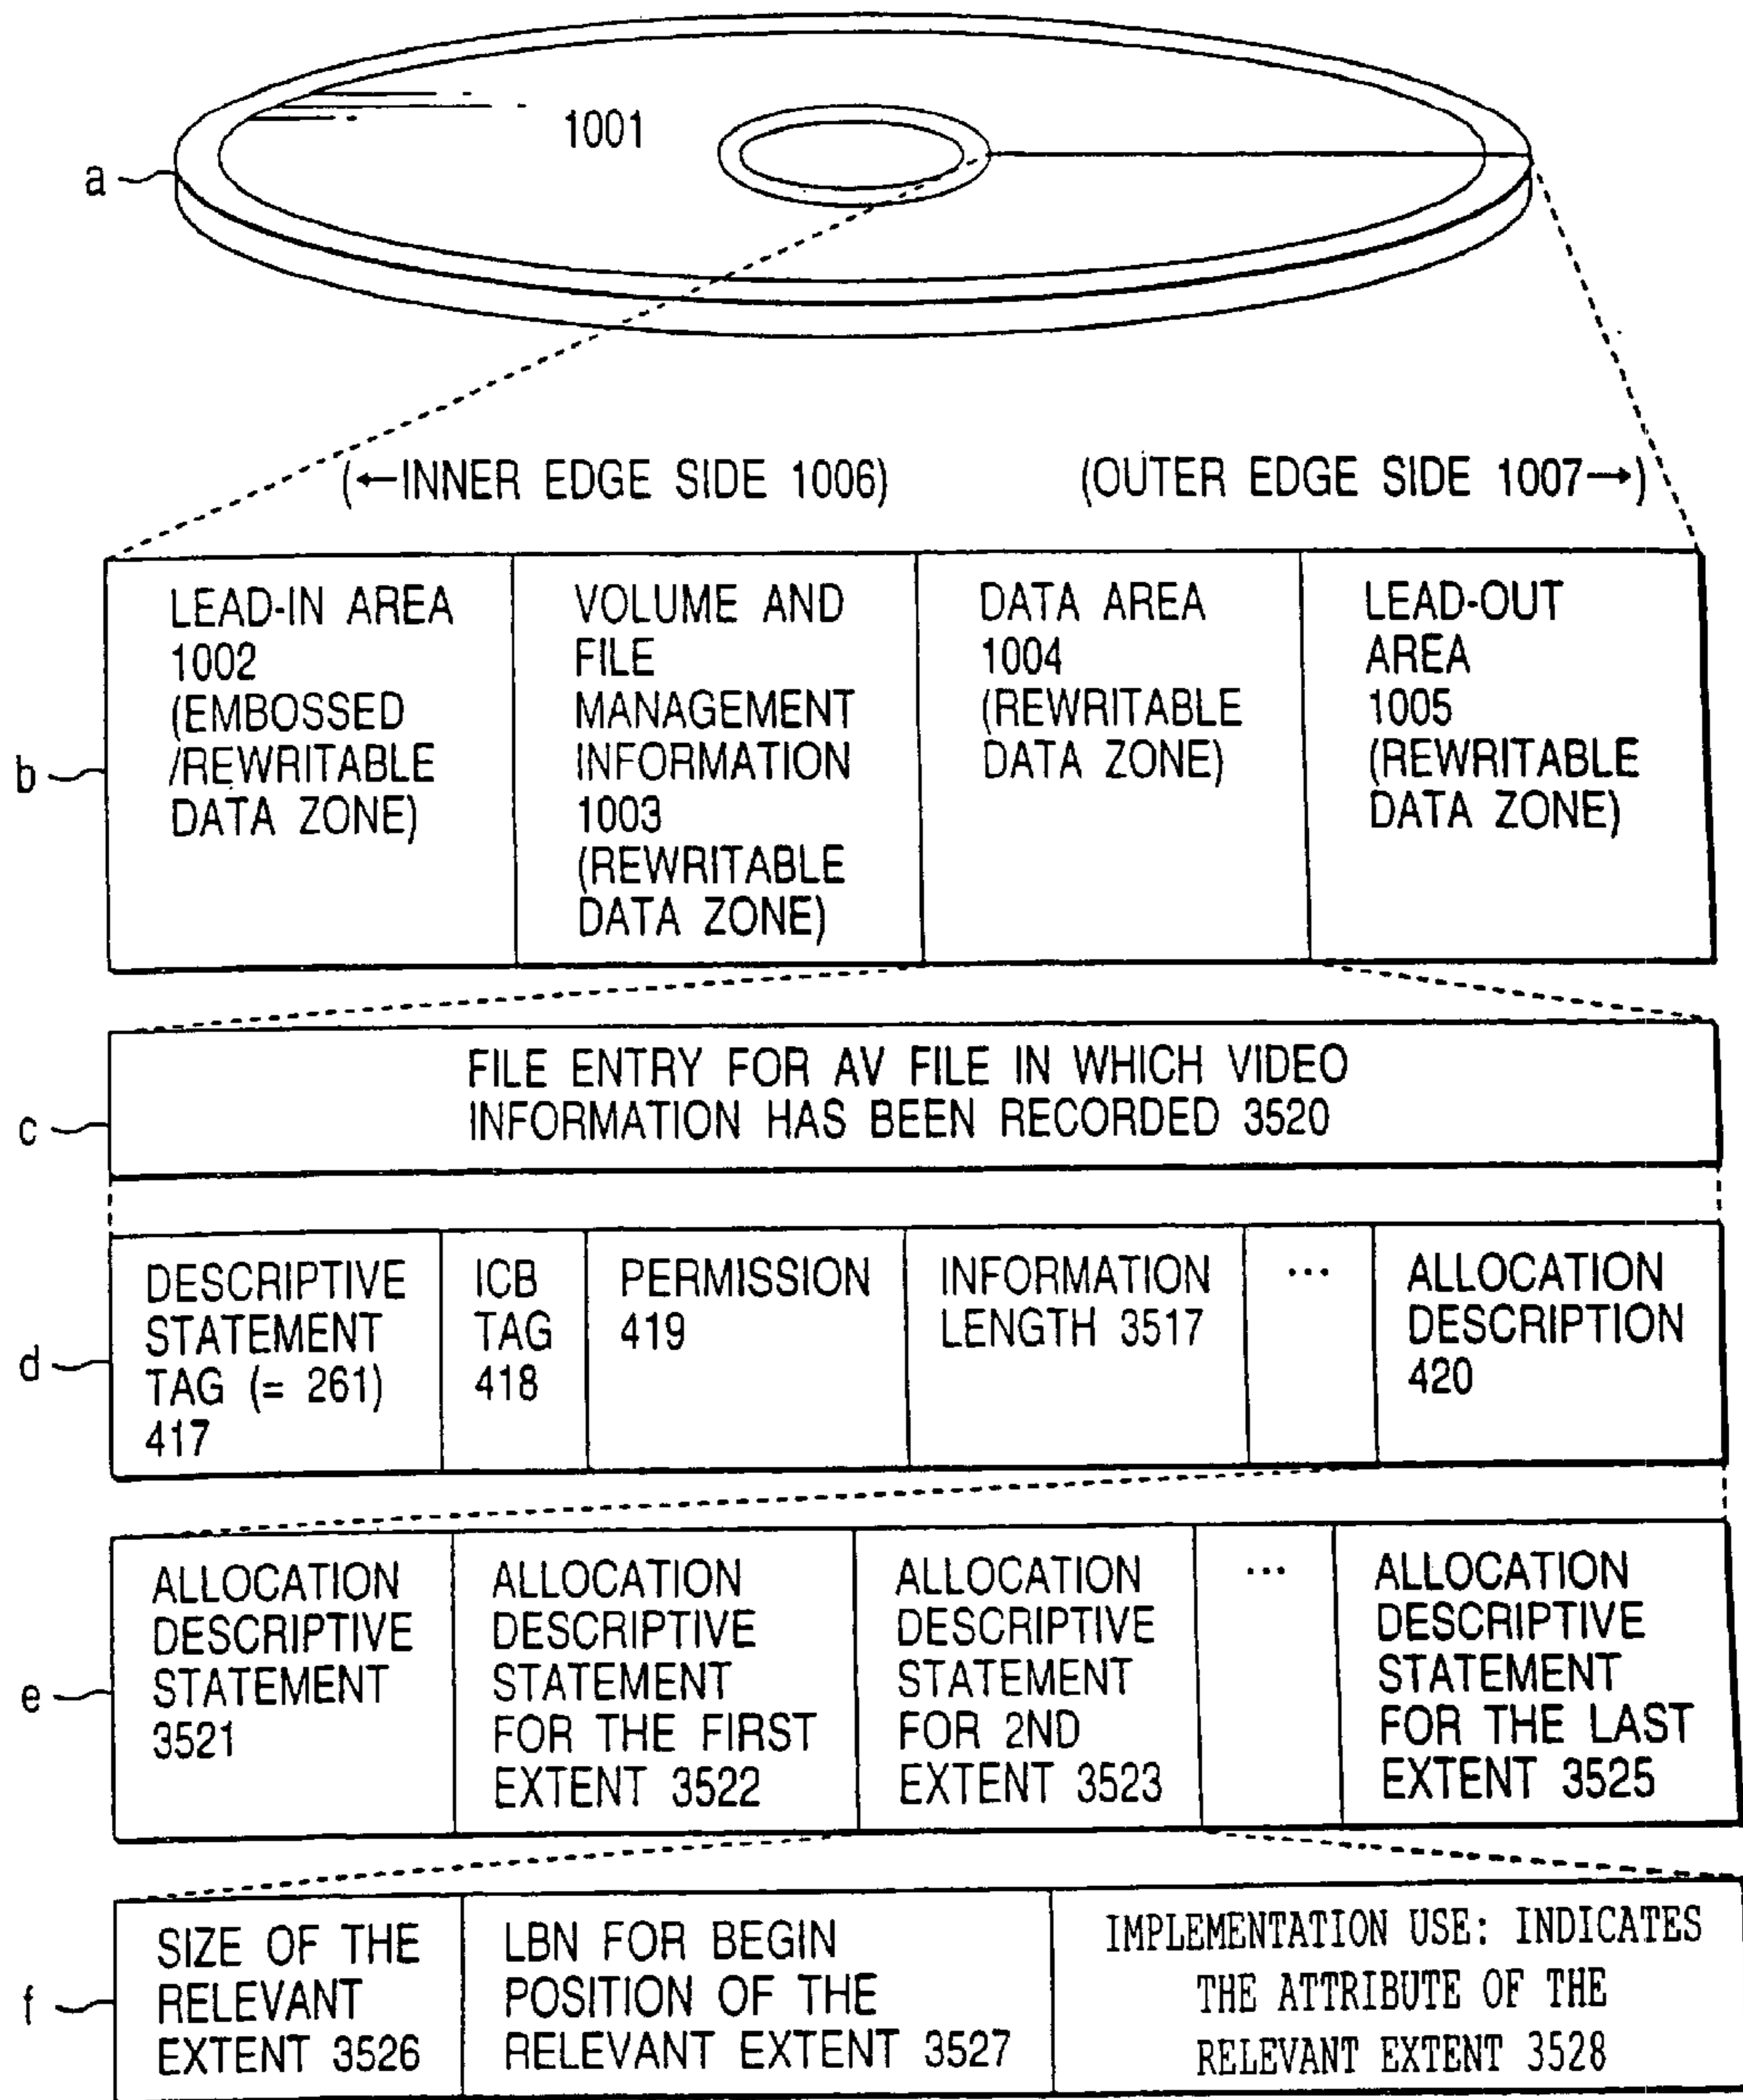 1001
a
(←INNER EDGE SIDE 1006)
(OUTER EDGE SIDE 1007→)
b
LEAD-IN AREA
1002
(EMBOSSED
/REWRITABLE
DATA ZONE)
VOLUME AND
FILE
MANAGEMENT
INFORMATION
1003
(REWRITABLE
DATA ZONE)
DATA AREA
1004
(REWRITABLE
DATA ZONE)
LEAD-OUT
AREA
1005
(REWRITABLE
DATA ZONE)
c
FILE ENTRY FOR AV FILE IN WHICH VIDEO
INFORMATION HAS BEEN RECORDED 3520
d
DESCRIPTIVE
STATEMENT
TAG (= 261)
417
ICB
TAG
418
PERMISSION
419
INFORMATION
LENGTH 3517
...
ALLOCATION
DESCRIPTION
420
e
ALLOCATION
DESCRIPTIVE
STATEMENT
3521
ALLOCATION
DESCRIPTIVE
STATEMENT
FOR THE FIRST
EXTENT 3522
ALLOCATION
DESCRIPTIVE
STATEMENT
FOR 2ND
EXTENT 3523
...
ALLOCATION
DESCRIPTIVE
STATEMENT
FOR THE LAST
EXTENT 3525
f
SIZE OF THE
RELEVANT
EXTENT 3526
LBN FOR BEGIN
POSITION OF THE
RELEVANT EXTENT 3527
IMPLEMENTATION USE: INDICATES
THE ATTRIBUTE OF THE
RELEVANT EXTENT 3528